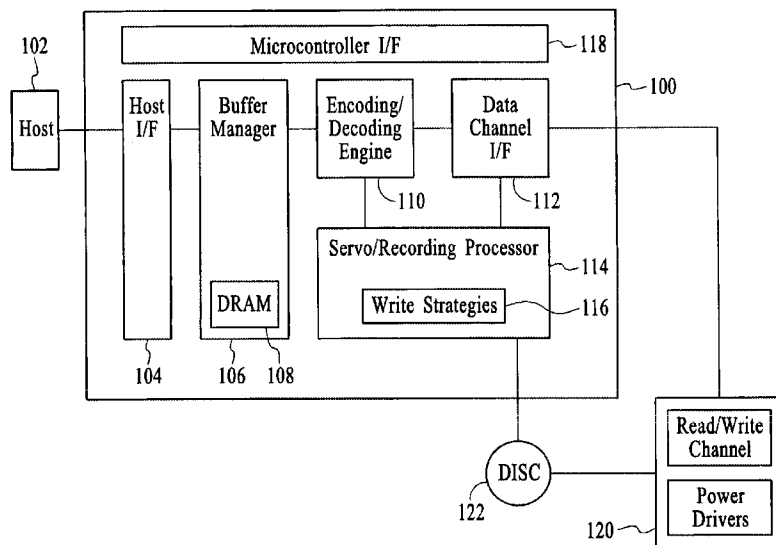 Microcontroller I/F
118
102
100
Host
Host
I/F
Buffer
Manager
Encoding/
Decoding
Engine
Data
Channel
I/F
110
112
Servo/Recording Processor
114
Write Strategies
116
DRAM
104
106
108
DISC
122
Read/Write
Channel
Power
Drivers
120